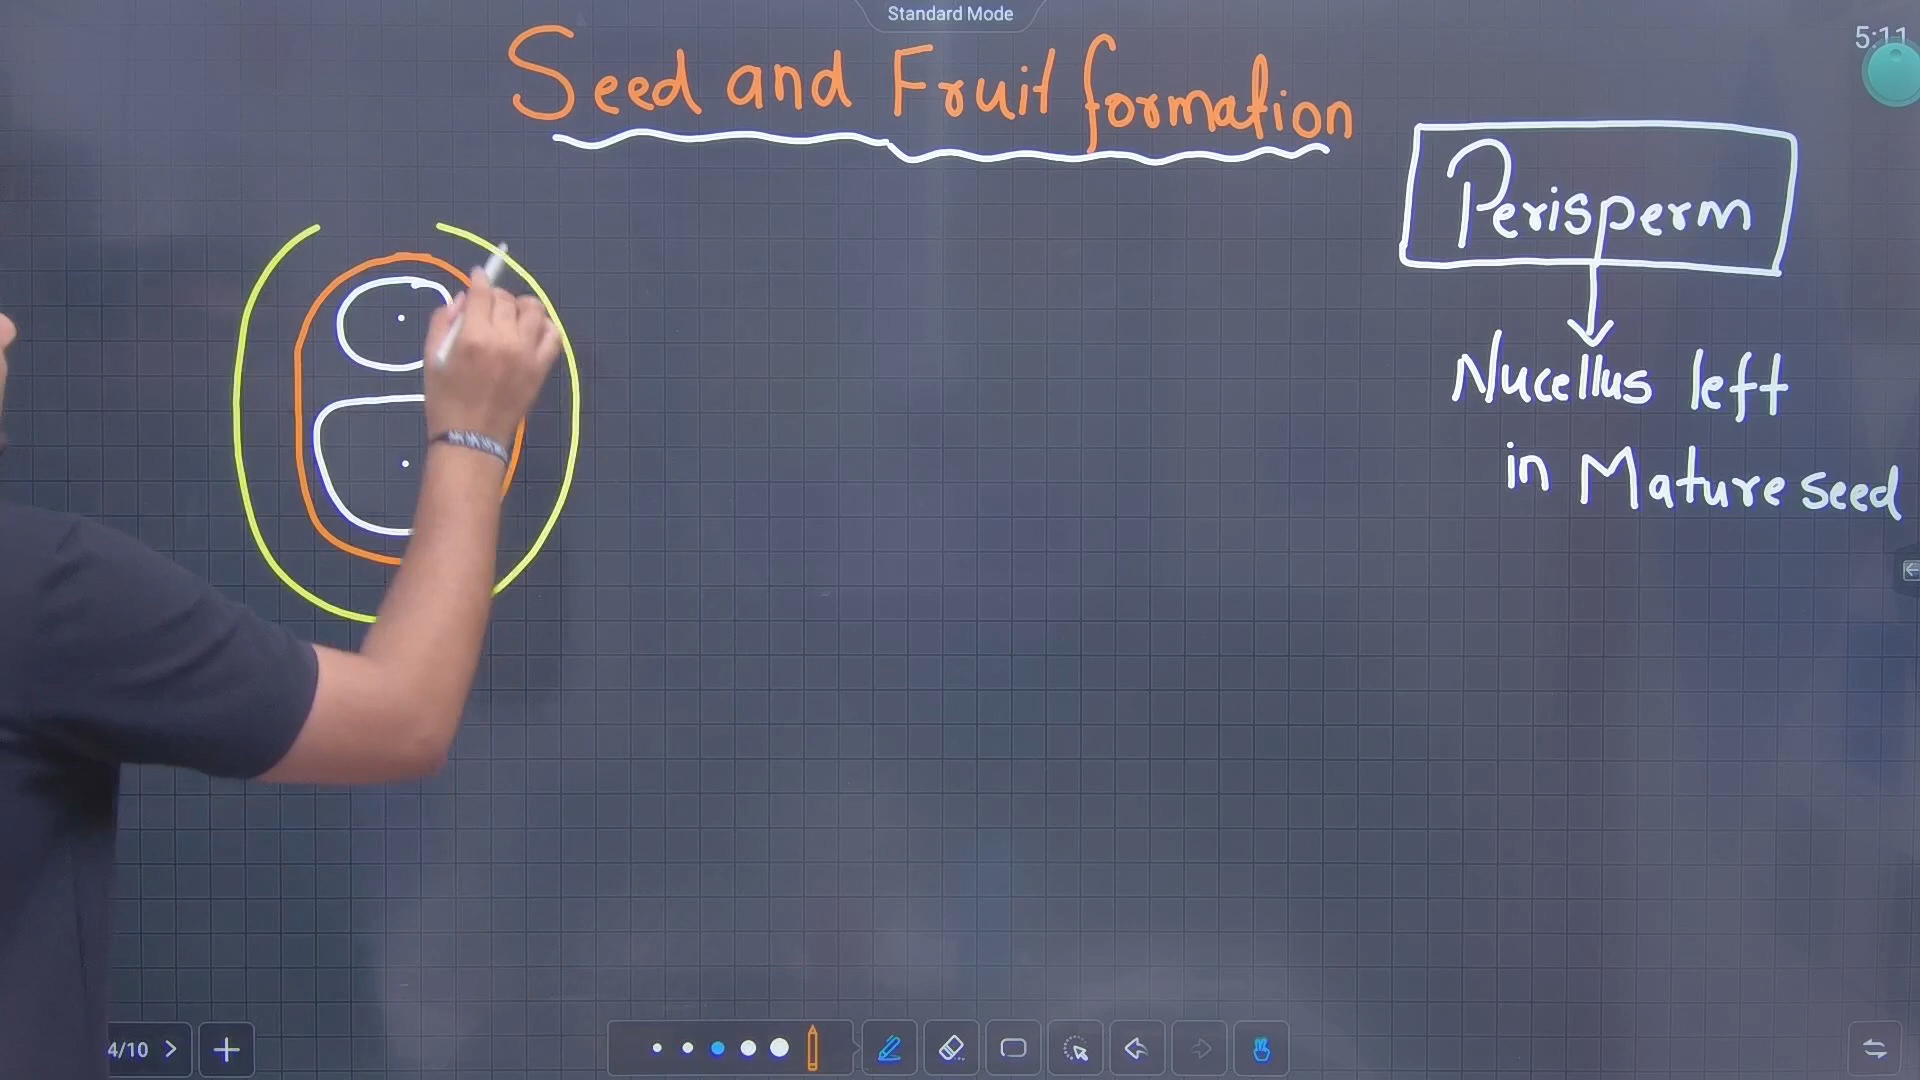 Standard Mode
5:11
Seed and Fruit formation
Perisperm
Nucellus left
in Mature seed
4/10